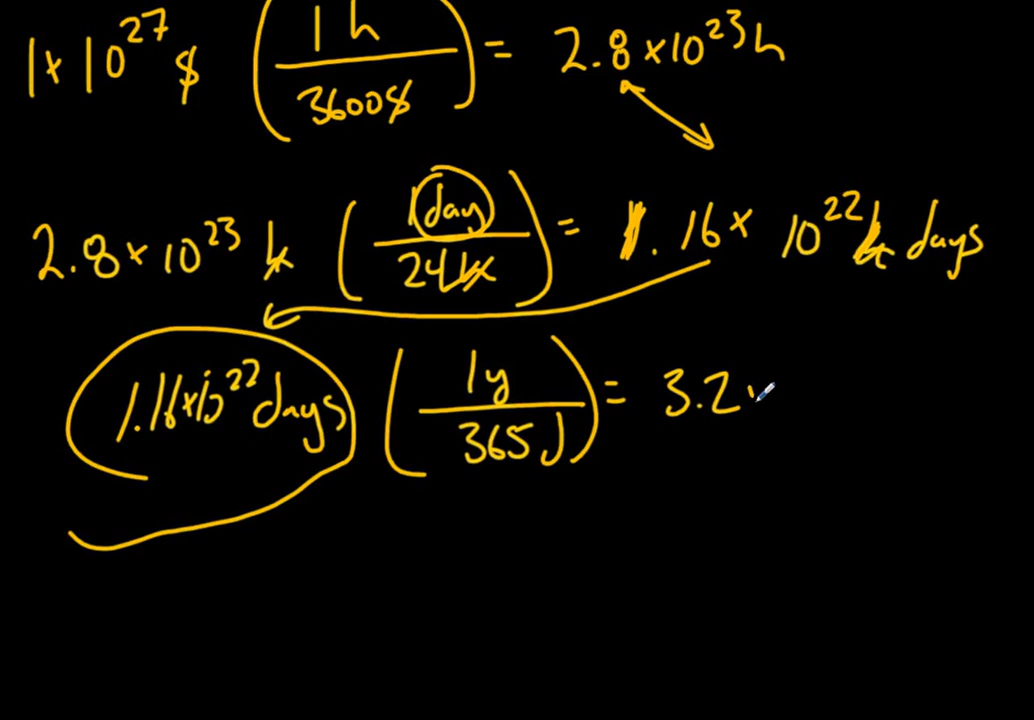 1 × 10^27 s (1 h / 3600 s) = 2.8 × 10^23 h
2.8 × 10^23 h (1 day / 24 h) = 1.16 × 10^22 days
1.16 × 10^22 days (1y / 365 d) = 3.2